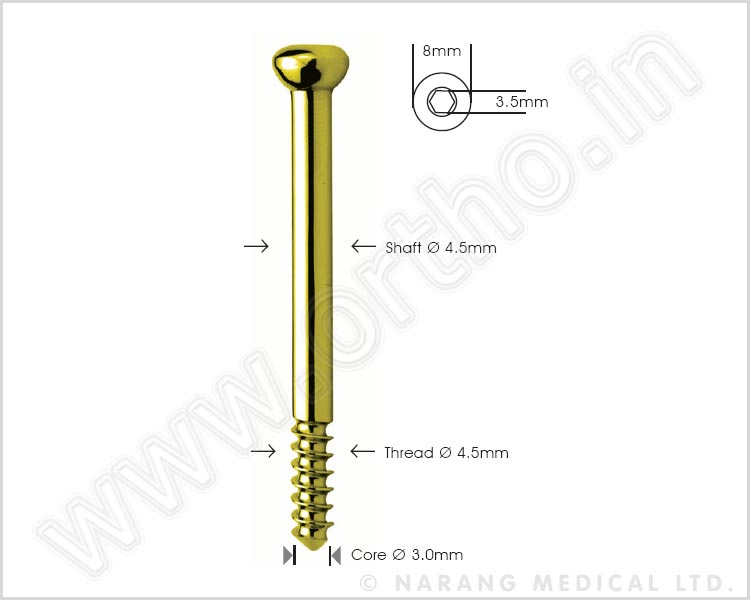 8mm
3.5mm
Shaft Ø 4.5mm
Thread Ø 4.5mm
Core Ø 3.0mm
www.ortho.in
© NARANG MEDICAL LTD.